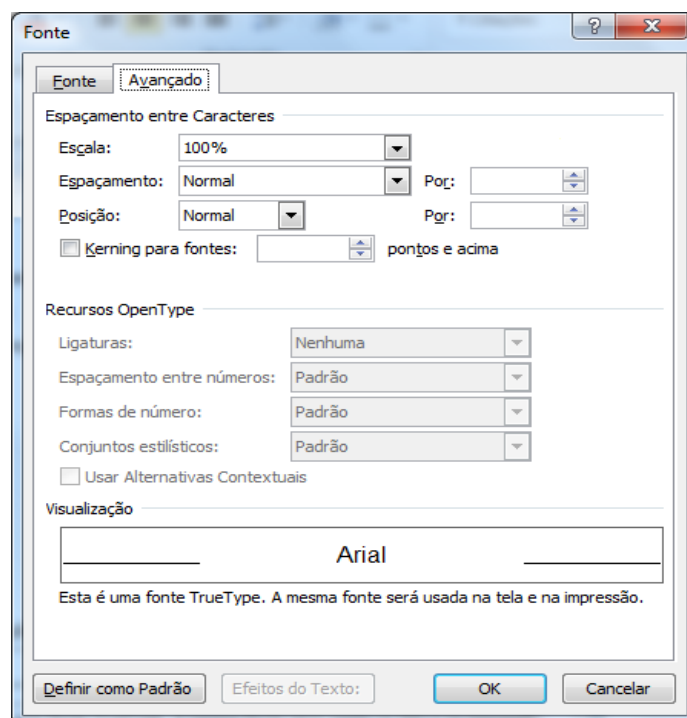 Fonte
?
Fonte Avançado
Espaçamento entre Caracteres
Escala: 100%
Espaçamento: Normal Por:
Posição: Normal Por:
Kerning para fontes: pontos e acima
Recursos OpenType
Ligaturas: Nenhuma
Espaçamento entre números: Padrão
Formas de número: Padrão
Conjuntos estilísticos: Padrão
Usar Alternativas Contextuais
Visualização
Arial
Esta é uma fonte TrueType. A mesma fonte será usada na tela e na impressão.
Definir como Padrão Efeitos do Texto: OK Cancelar